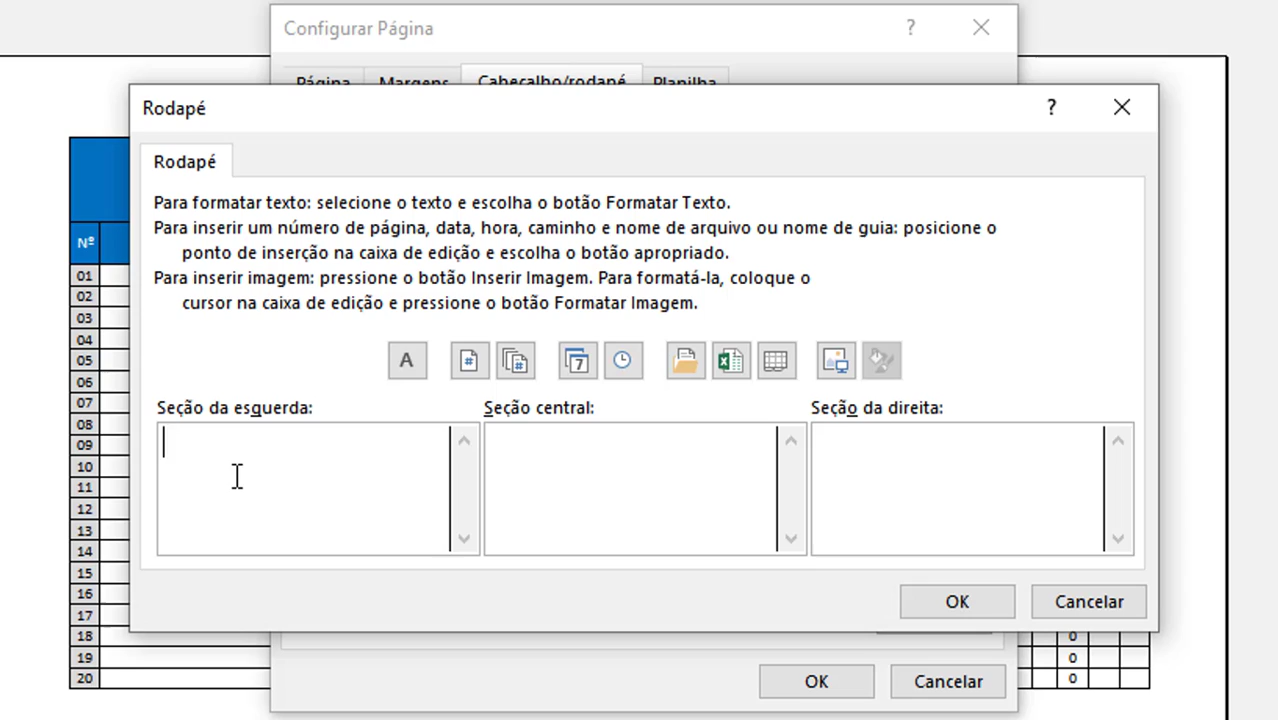 Configurar Página ?
Página Margens Cabeçalho/rodapé Planilha
Rodapé ?
Rodapé
Para formatar texto: selecione o texto e escolha o botão Formatar Texto.
Para inserir um número de página, data, hora, caminho e nome de arquivo ou nome de guia: posicione o
ponto de inserção na caixa de edição e escolha o botão apropriado.
Para inserir imagem: pressione o botão Inserir Imagem. Para formatá-la, coloque o
cursor na caixa de edição e pressione o botão Formatar Imagem.
A # # 7
Seção da esquerda: Seção central: Seção da direita:
OK Cancelar
OK Cancelar
Nº
01
02
03
04
05
06
07
08
09
10
11
12
13
14
15
16
17
18 0
19 0
20 0